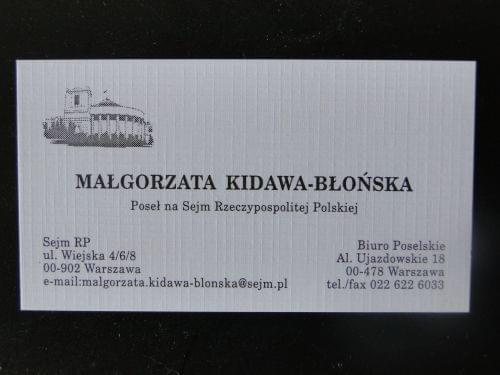 MAŁGORZATA KIDAWA-BŁOŃSKA
Poseł na Sejm Rzeczypospolitej Polskiej
Sejm RP
ul. Wiejska 4/6/8
00-902 Warszawa
e-mail:malgorzata.kidawa-blonska@sejm.pl
Biuro Poselskie
Al. Ujazdowskie 18
00-478 Warszawa
tel./fax 022 622 6033